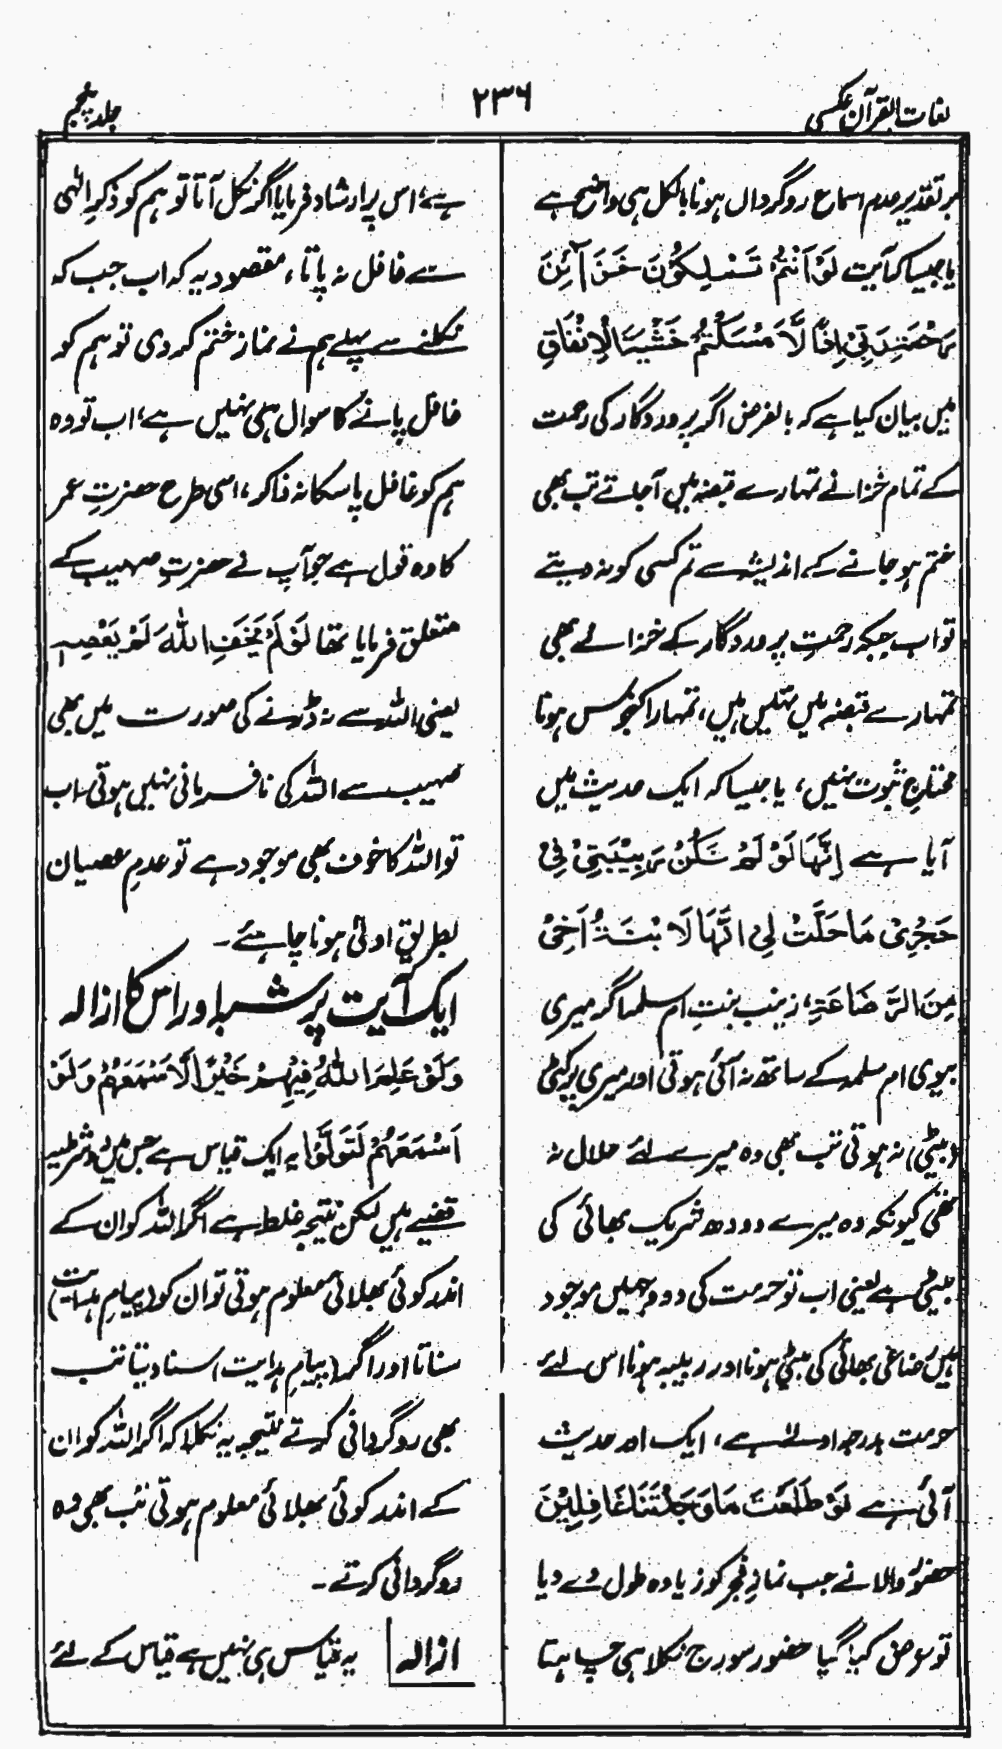 لغات القرآن عکسی
۲۳۶
جلد پنجم
بر تقدیر عدم اسماع روگرداں ہونا بالکل ہی واضح ہے
یا جیسا کہ آیت لَوْ اَنْتُمْ تَمْلِکُوْنَ خَزَآئِنَ
رَحْمَۃِ رَبِّیْ اِذًا لَّاَمْسَکْتُمْ خَشْیَۃَ الْاِنْفَاقِ
میں بیان کیا ہے کہ بالفرض اگر پروردگار کی رحمت
کے تمام خزانے تمہارے قبضہ میں آجاتے تب بھی
ختم ہو جانے کے اندیشہ سے تم کسی کو نہ دیتے
تو اب جبکہ رحمتِ پروردگار کے خزانے بھی
تمہارے قبضہ میں نہیں ہیں، تمہارا کنجوس ہونا
محتاجِ ثبوت نہیں، یا جیسا کہ ایک حدیث میں
آیا ہے اِنَّھَا لَوْ لَمْ تَکُنْ رَبِیْبَتِیْ فِیْ
حَجْرِیْ مَا حَلَّتْ لِیْ اِنَّھَا لَابْنَۃُ اَخِیْ
مِنَ الرَّضَاعَۃِ، زینب بنتِ ام سلمہ اگر میری
بیوی ام سلمہ کے ساتھ نہ آئی ہوتی اور میری
(بیٹی) نہ ہوتی تب بھی وہ میرے لئے حلال نہ
تھی کیونکہ وہ میرے دودھ شریک بھائی کی
بیٹی ہے یعنی اب تو حرمت کی دو وجہیں موجود
ہیں رضاعی بھائی کی بیٹی ہونا اور ربیبہ ہونا اس لئے
حرمت بدرجہ اولیٰ ہے، ایک اور حدیث
آئی ہے لَوْ طَلَعَتْ مَا وَجَدَتْنَا غَافِلِیْنَ
حضورِ والا نے جب نمازِ فجر کو زیادہ طول دے دیا
تو عرض کیا گیا حضور سورج نکلا ہی چاہتا
ہے، اس پر ارشاد فرمایا اگر نکل آتا تو ہم کو ذکرِ الٰہی
سے غافل نہ پاتا، مقصود یہ کہ اب جب کہ
نکلنے سے پہلے ہم نے نماز ختم کر دی تو ہم کو
غافل پانے کا سوال ہی نہیں ہے، اب تو وہ
ہم کو غافل پا سکا نہ ذاکر، اسی طرح حضرتِ عمر
کا وہ قول ہے جو آپ نے حضرتِ صہیب کے
متعلق فرمایا تھا لَوْ لَمْ یَخَفِ اللّٰہَ لَمْ یَعْصِہٖ
یعنی اللہ سے نہ ڈرنے کی صورت میں بھی
صہیب سے اللہ کی نافرمانی نہیں ہوتی۔ اب
تو اللہ کا خوف بھی موجود ہے تو عدمِ عصیان
بطریقِ اولیٰ ہونا چاہئے۔
ایک آیت پر شبہ اور اس کا ازالہ
وَلَوْ عَلِمَ اللّٰہُ فِیْہِمْ خَیْرًا لَّاَسْمَعَھُمْ وَلَوْ
اَسْمَعَھُمْ لَتَوَلَّوْا یہ ایک قیاس ہے جس میں دو شرطیہ
قضیے ہیں لیکن نتیجہ غلط ہے اگر اللہ کو ان کے
اندر کوئی بھلائی معلوم ہوتی تو ان کو (پیامِ ہدایت)
سناتا اور اگر (پیامِ ہدایت) سنا دیتا تب
بھی روگردانی کرتے نتیجہ یہ نکلا کہ اگر اللہ کو ان
کے اندر کوئی بھلائی معلوم ہوتی تب بھی وہ
روگردانی کرتے۔
ازالہ یہ قیاس ہی نہیں ہے قیاس کے لئے